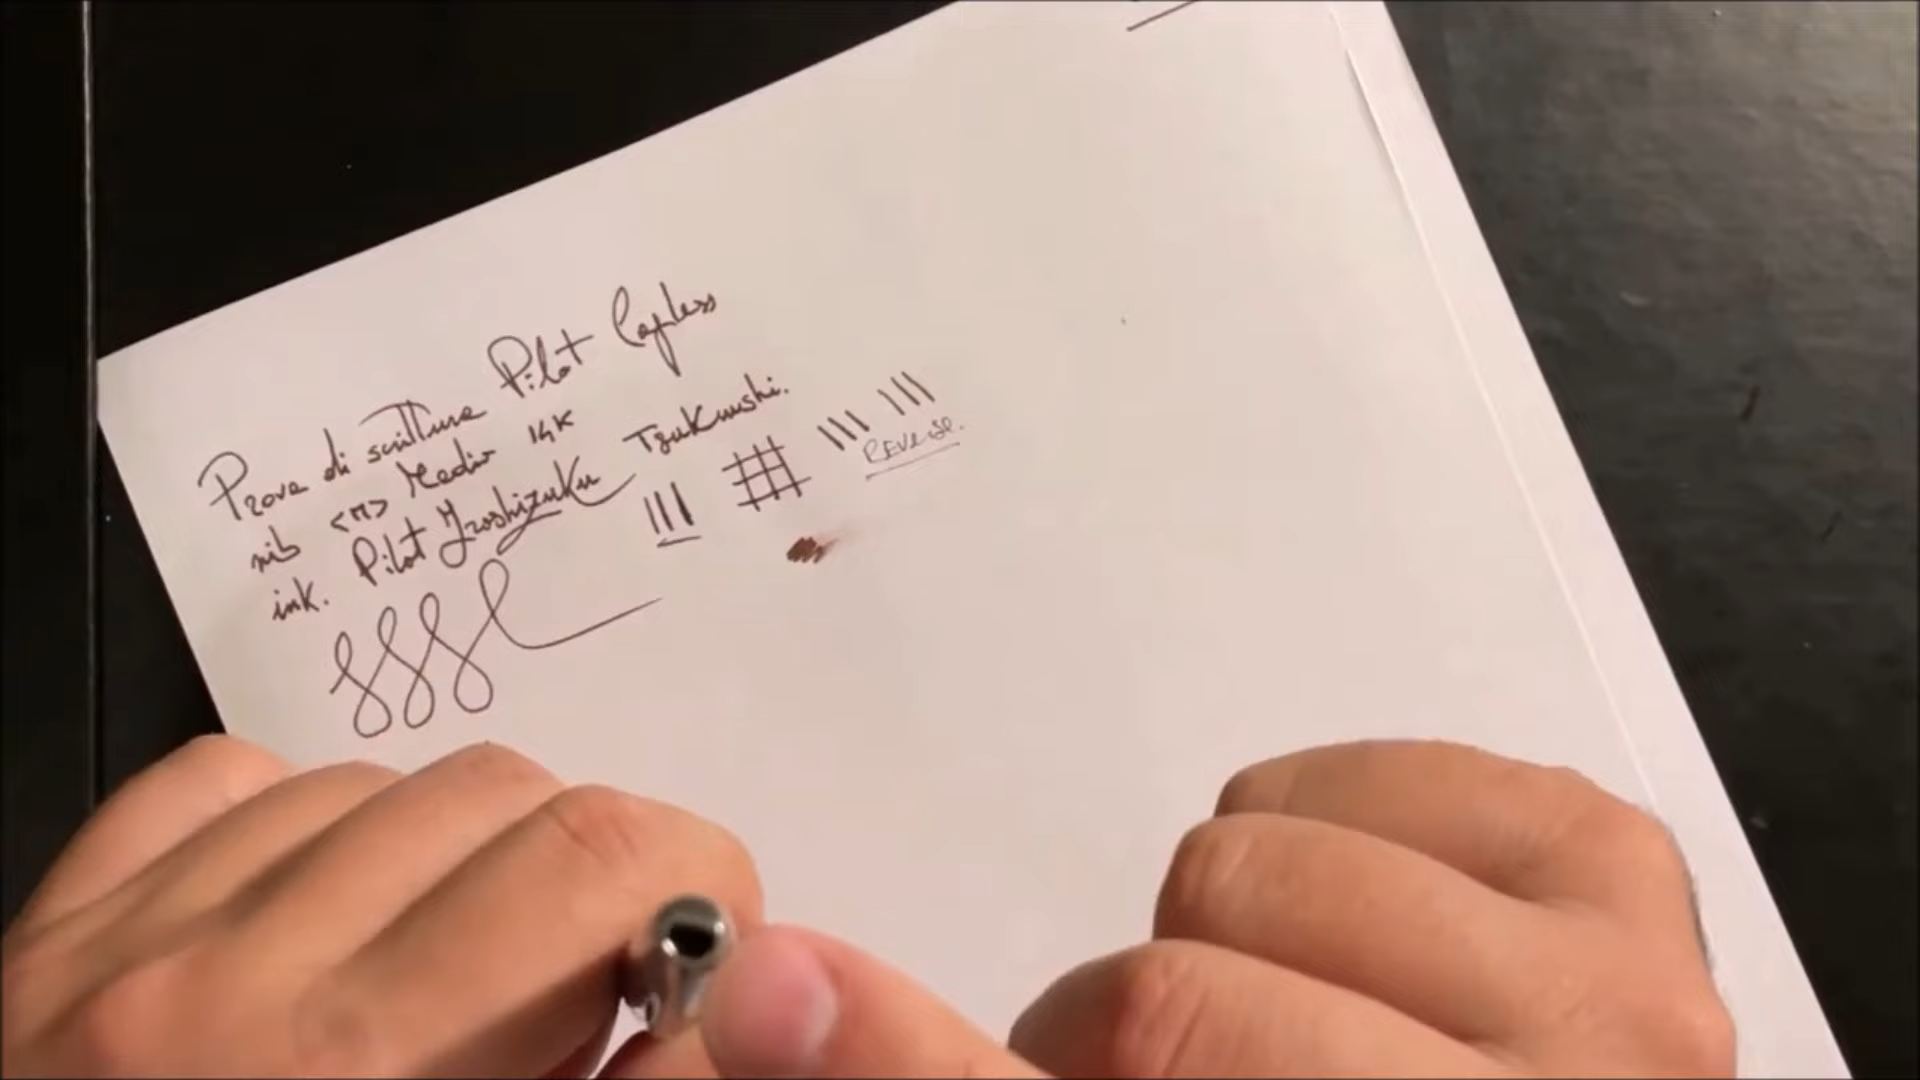 Prova di scrittura Pilot Capless
nib <M> Medio 14K
ink. Pilot Iroshizuku Tsukushi.
REVERSE.